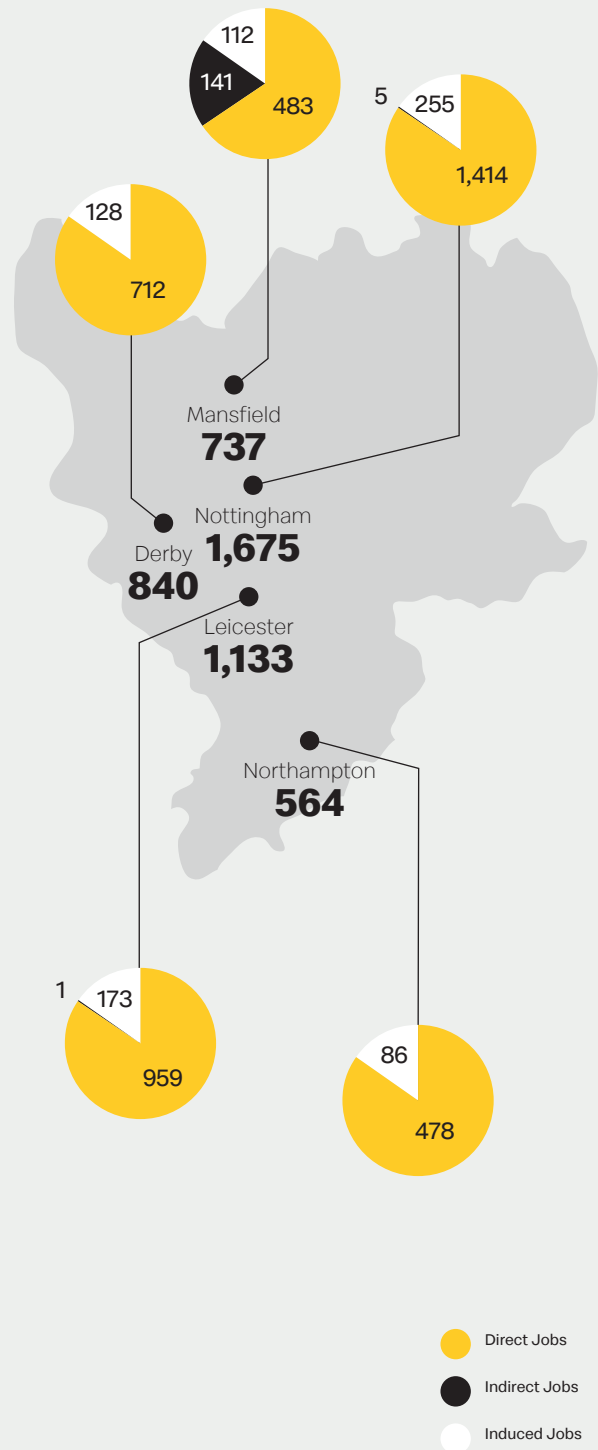 112
141
483
5
255
1,414
128
712
Mansfield
737
Nottingham
1,675
Derby
840
Leicester
1,133
Northampton
564
1
173
959
86
478
Direct Jobs
Indirect Jobs
Induced Jobs